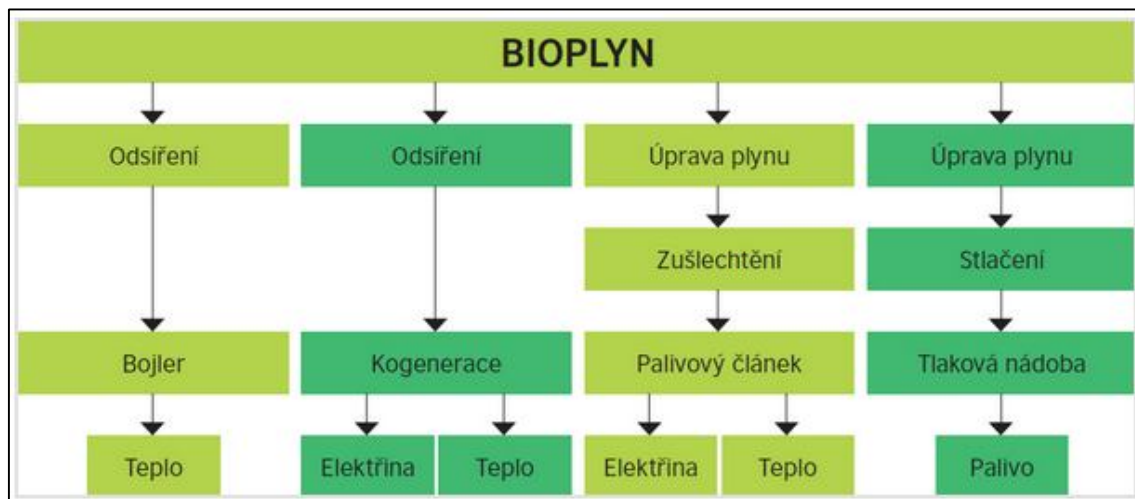 BIOPLYN
Odsíření
Odsíření
Úprava plynu
Úprava plynu
Zušlechtění
Stlačení
Bojler
Kogenerace
Palivový článek
Tlaková nádoba
Teplo
Elektřina
Teplo
Elektřina
Teplo
Palivo